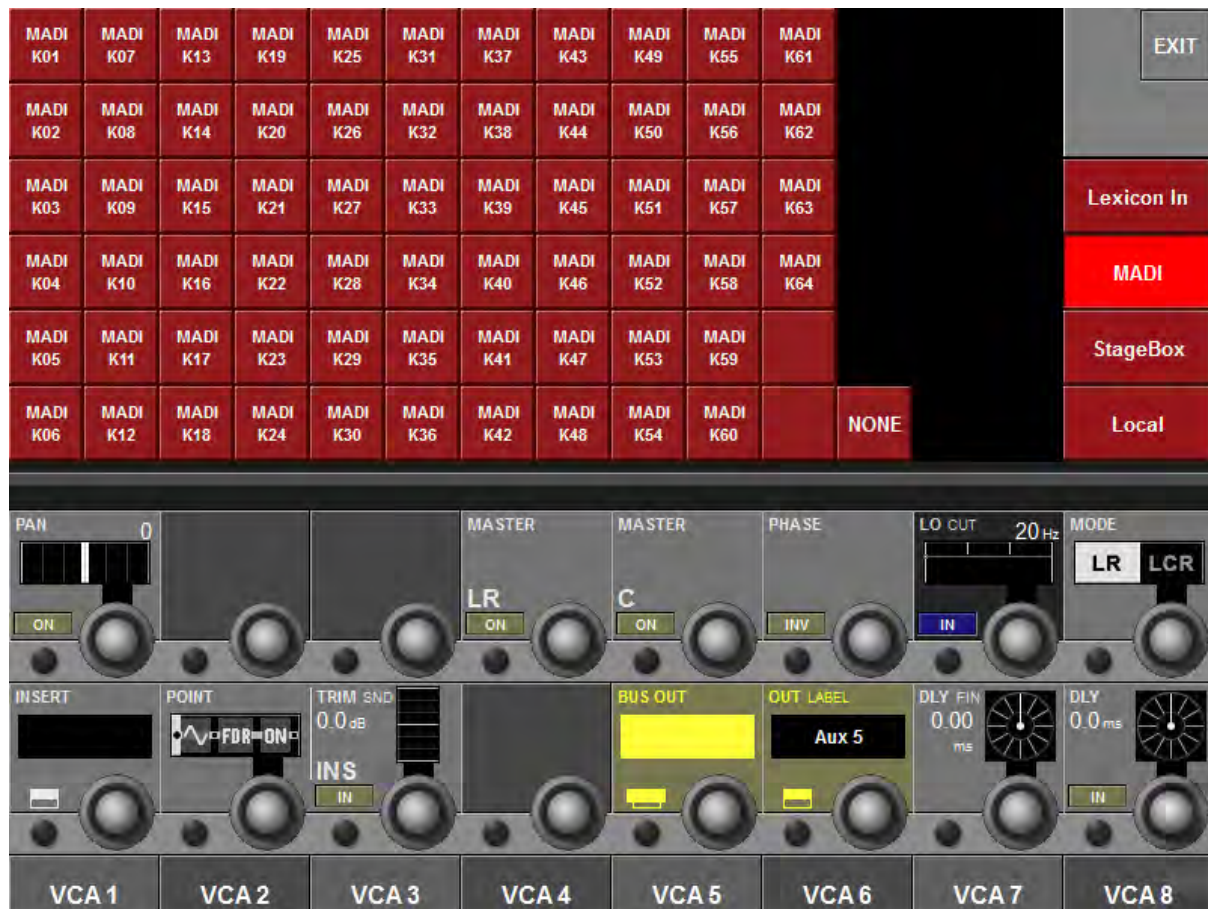 MADI K01 MADI K07 MADI K13 MADI K19 MADI K25 MADI K31 MADI K37 MADI K43 MADI K49 MADI K55 MADI K61 EXIT
MADI K02 MADI K08 MADI K14 MADI K20 MADI K26 MADI K32 MADI K38 MADI K44 MADI K50 MADI K56 MADI K62
MADI K03 MADI K09 MADI K15 MADI K21 MADI K27 MADI K33 MADI K39 MADI K45 MADI K51 MADI K57 MADI K63 Lexicon In
MADI K04 MADI K10 MADI K16 MADI K22 MADI K28 MADI K34 MADI K40 MADI K46 MADI K52 MADI K58 MADI K64 MADI
MADI K05 MADI K11 MADI K17 MADI K23 MADI K29 MADI K35 MADI K41 MADI K47 MADI K53 MADI K59 StageBox
MADI K06 MADI K12 MADI K18 MADI K24 MADI K30 MADI K36 MADI K42 MADI K48 MADI K54 MADI K60 NONE Local
PAN 0 MASTER MASTER PHASE LO CUT 20 Hz MODE
LR LCR
LR C
ON ON ON INV IN
INSERT POINT TRIM SND BUS OUT OUT LABEL DLY FIN DLY
0.0 dB 0.00 ms 0.0 ms
FDR ON Aux 5
INS
IN IN
VCA 1 VCA 2 VCA 3 VCA 4 VCA 5 VCA 6 VCA 7 VCA 8